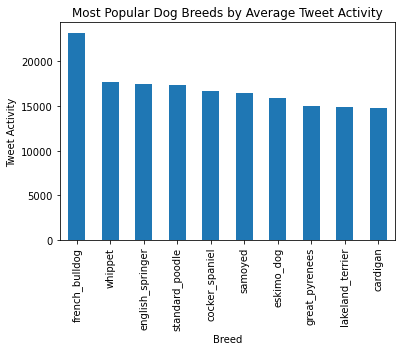 Most Popular Dog Breeds by Average Tweet Activity
Tweet Activity
20000
15000
10000
5000
0
french_bulldog
whippet
english_springer
standard_poodle
cocker_spaniel
samoyed
eskimo_dog
great_pyrenees
lakeland_terrier
cardigan
Breed